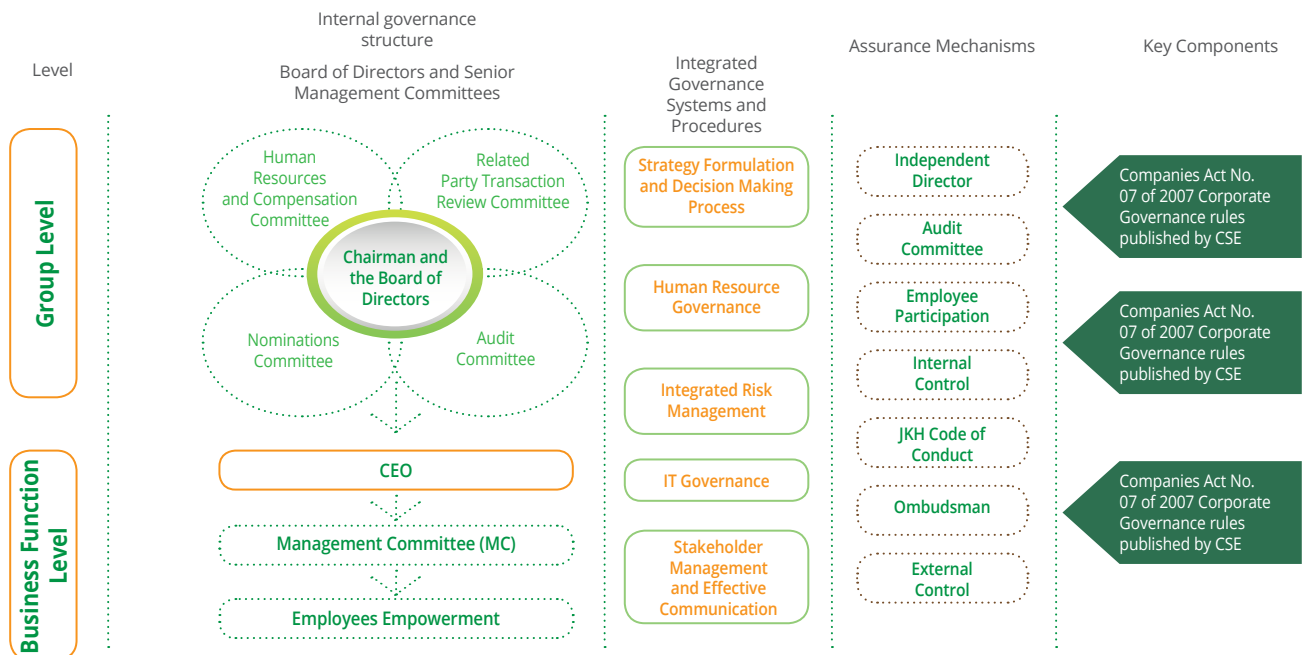 Level
Internal governance
structure
Board of Directors and Senior
Management Committees
Integrated
Governance
Systems and
Procedures
Assurance Mechanisms
Key Components
Group Level
Human
Resources
and Compensation
Committee
Related
Party Transaction
Review Committee
Chairman and
the Board of
Directors
Nominations
Committee
Audit
Committee
Business Function
Level
CEO
Management Committee (MC)
Employees Empowerment
Strategy Formulation
and Decision Making
Process
Human Resource
Governance
Integrated Risk
Management
IT Governance
Stakeholder
Management
and Effective
Communication
Independent
Director
Audit
Committee
Employee
Participation
Internal
Control
JKH Code of
Conduct
Ombudsman
External
Control
Companies Act No.
07 of 2007 Corporate
Governance rules
published by CSE
Companies Act No.
07 of 2007 Corporate
Governance rules
published by CSE
Companies Act No.
07 of 2007 Corporate
Governance rules
published by CSE